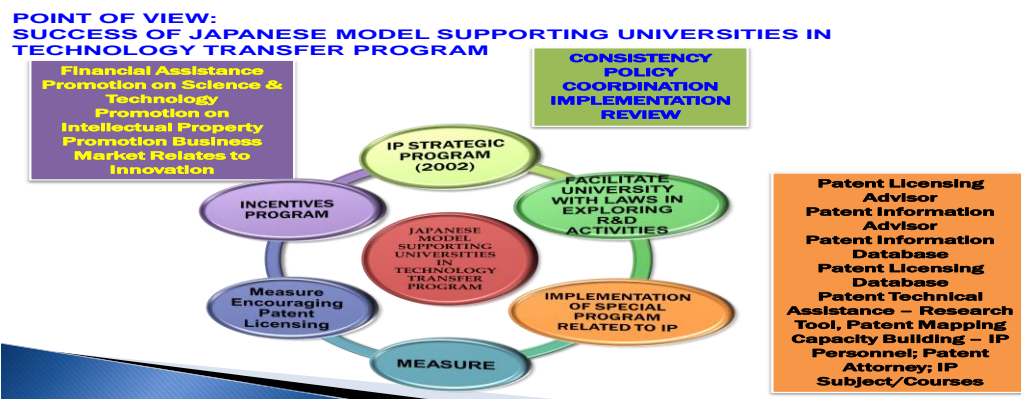 POINT OF VIEW:
SUCCESS OF JAPANESE MODEL SUPPORTING UNIVERSITIES IN
TECHNOLOGY TRANSFER PROGRAM
Financial Assistance
Promotion on Science &
Technology
Promotion on
Intellectual Property
Promotion Business
Market Relates to
Innovation
CONSISTENCY
POLICY
COORDINATION
IMPLEMENTATION
REVIEW
IP STRATEGIC
PROGRAM
(2002)
FACILITATE
UNIVERSITY
WITH LAWS IN
EXPLORING
R&D
ACTIVITIES
IMPLEMENTATION
OF SPECIAL
PROGRAM
RELATED TO IP
MEASURE
Measure
Encouraging
Patent
Licensing
INCENTIVES
PROGRAM
JAPANESE
MODEL
SUPPORTING
UNIVERSITIES
IN
TECHNOLOGY
TRANSFER
PROGRAM
Patent Licensing
Advisor
Patent Information
Advisor
Patent Information
Database
Patent Licensing
Database
Patent Technical
Assistance – Research
Tool, Patent Mapping
Capacity Building – IP
Personnel; Patent
Attorney; IP
Subject/Courses